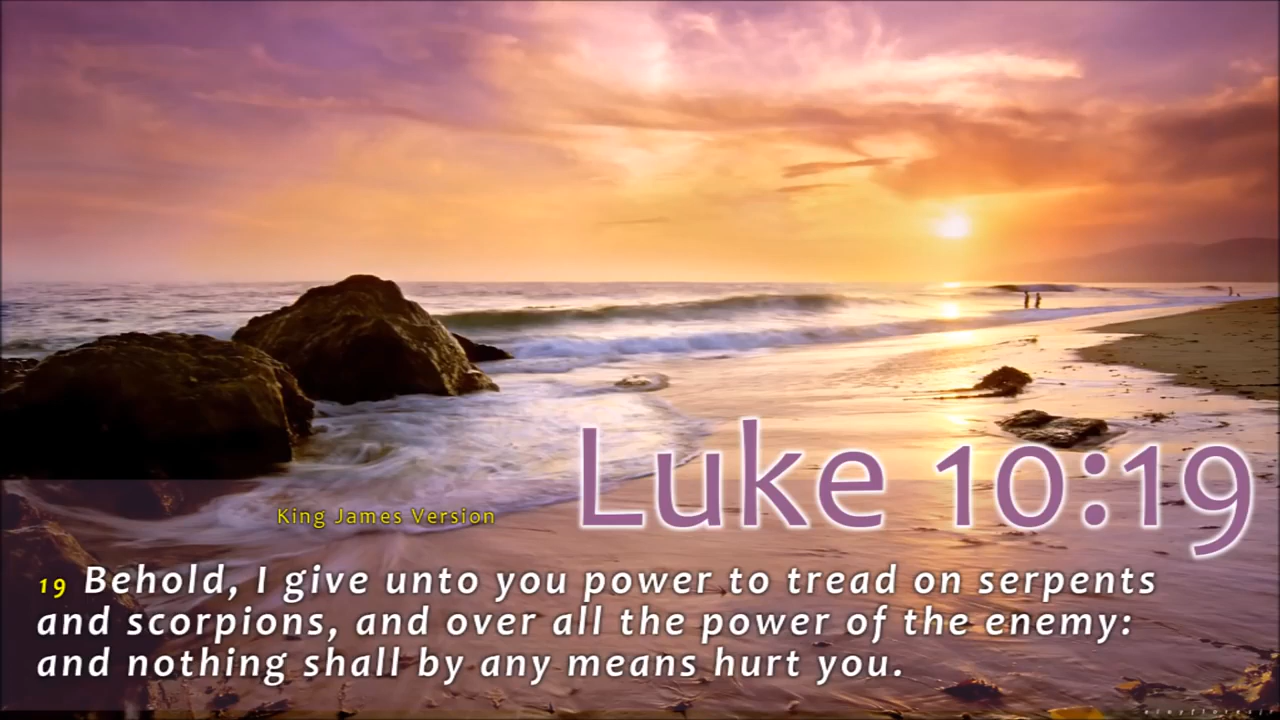 Luke 10:19
King James Version
19 Behold, I give unto you power to tread on serpents
and scorpions, and over all the power of the enemy:
and nothing shall by any means hurt you.